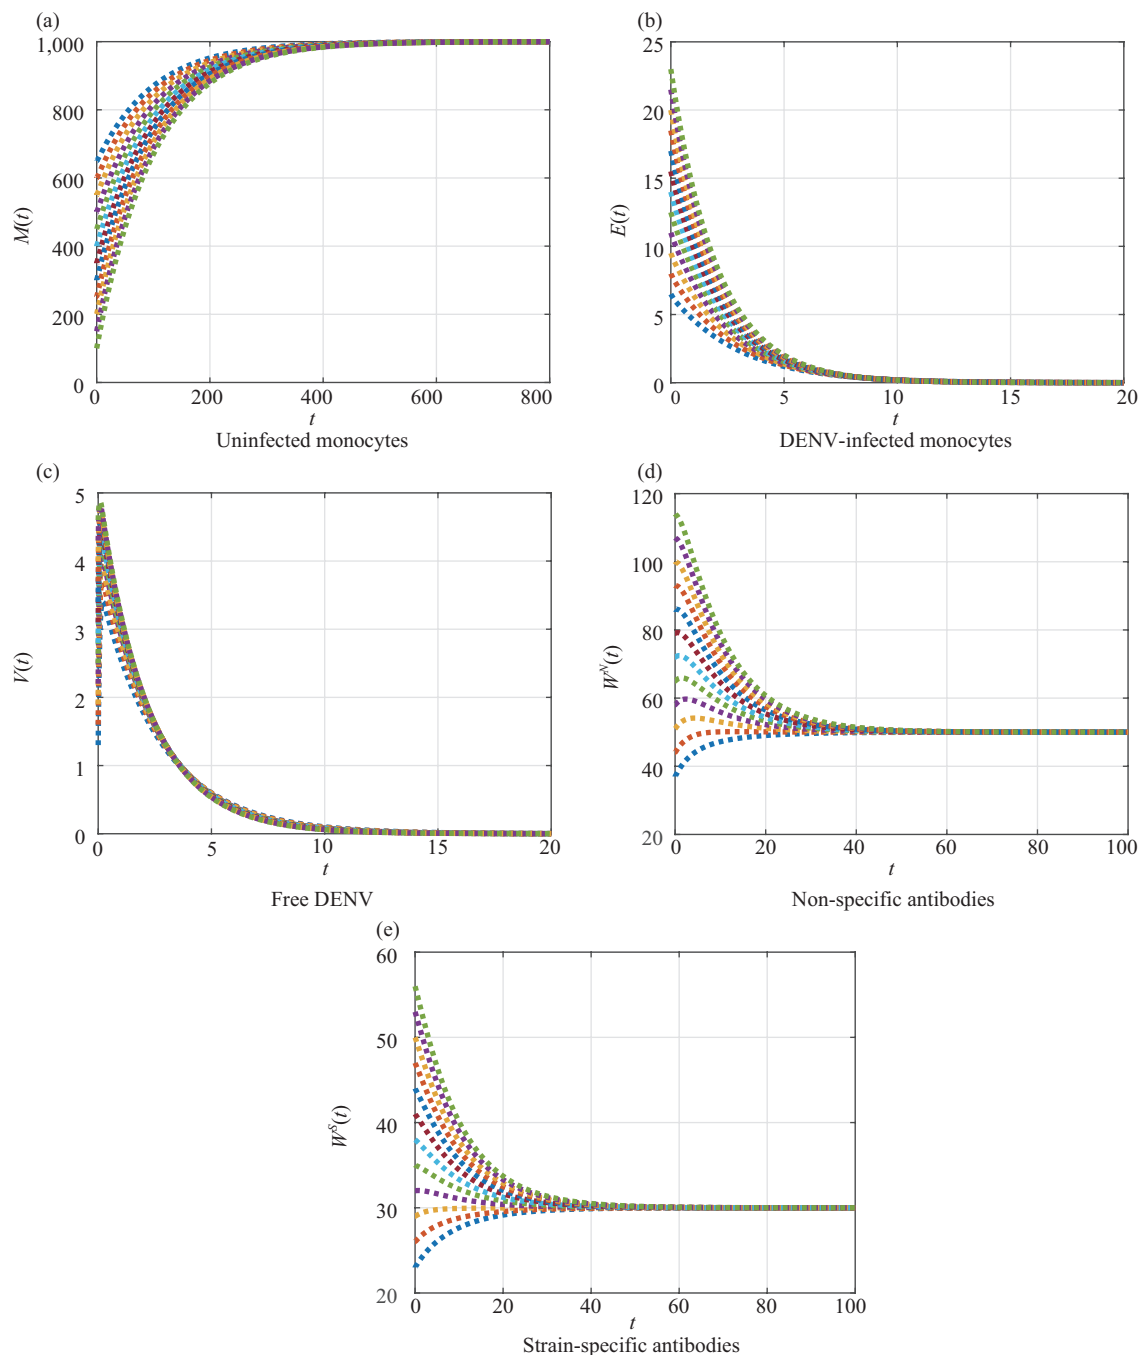 (a)
1,000
800
600
400
200
0
M(t)
0 200 400 600 800
t
Uninfected monocytes
(b)
25
20
15
10
5
0
E(t)
0 5 10 15 20
t
DENV-infected monocytes
(c)
5
4
3
2
1
0
V(t)
0 5 10 15 20
t
Free DENV
(d)
120
100
80
60
40
20
W^N(t)
0 20 40 60 80 100
t
Non-specific antibodies
(e)
60
50
40
30
20
W^S(t)
0 20 40 60 80 100
t
Strain-specific antibodies